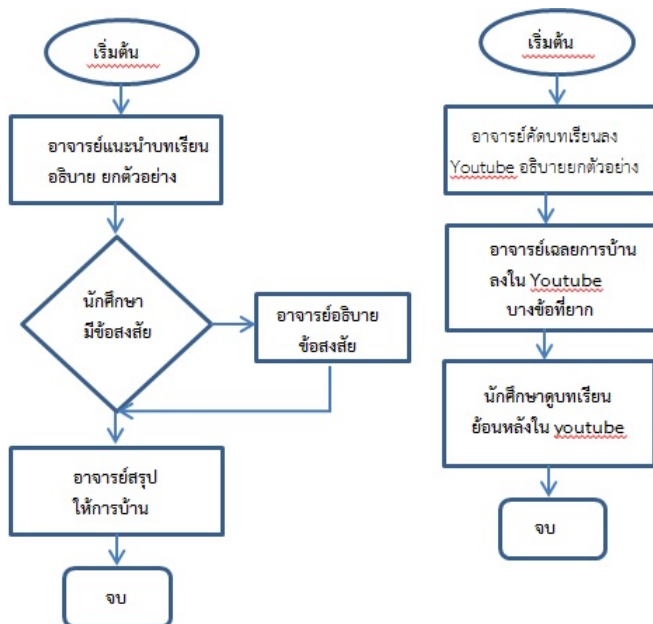 เริ่มต้น
อาจารย์แนะนำบทเรียน
อธิบาย ยกตัวอย่าง
นักศึกษา
มีข้อสงสัย
อาจารย์อธิบาย
ข้อสงสัย
อาจารย์สรุป
ให้การบ้าน
จบ
เริ่มต้น
อาจารย์คัดบทเรียนลง
Youtube อธิบายยกตัวอย่าง
อาจารย์เฉลยการบ้าน
ลงใน Youtube
บางข้อที่ยาก
นักศึกษาดูบทเรียน
ย้อนหลังใน youtube
จบ